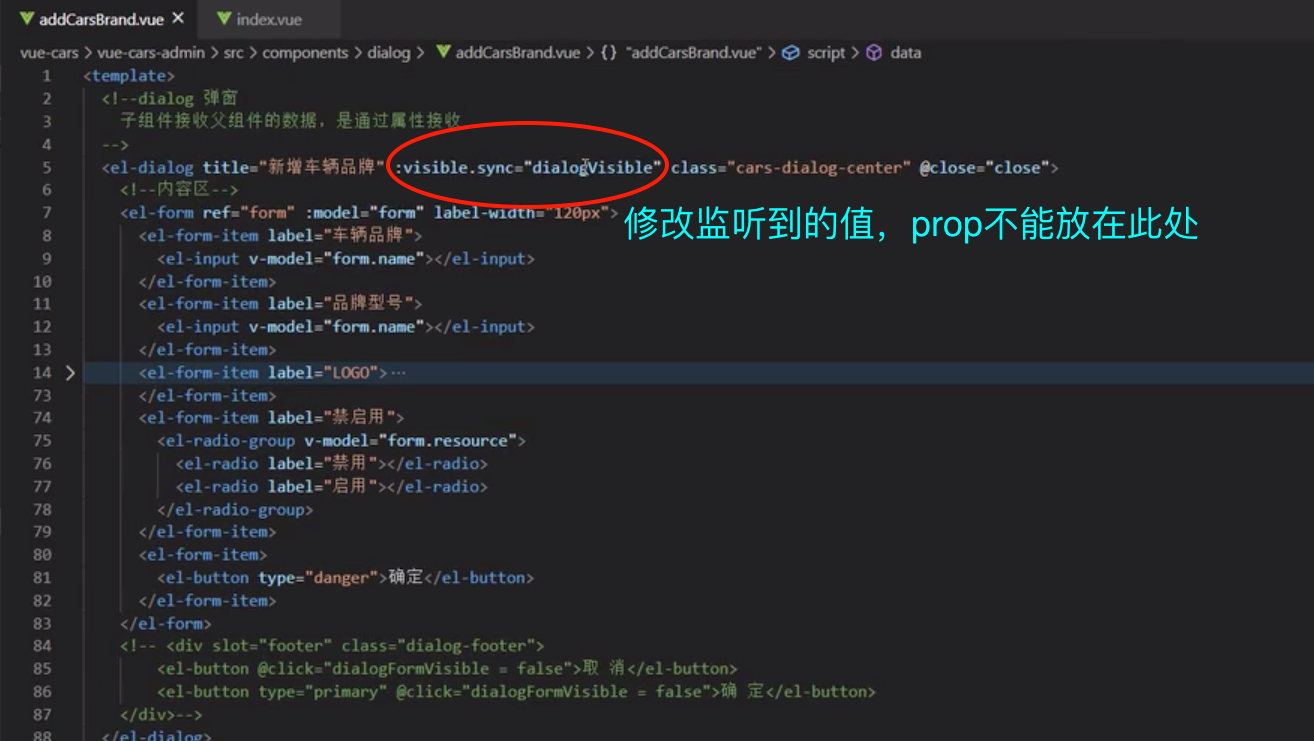 addCarsBrand.vue ✕ index.vue
vue-cars > vue-cars-admin > src > components > dialog > addCarsBrand.vue > {} "addCarsBrand.vue" > script > data
1 <template>
2 <!--dialog 弹窗
3 子组件接收父组件的数据，是通过属性接收
4 -->
5 <el-dialog title="新增车辆品牌" :visible.sync="dialogVisible" class="cars-dialog-center" @close="close">
6 <!--内容区-->
7 <el-form ref="form" :model="form" label-width="120px">
修改监听到的值，prop不能放在此处
8 <el-form-item label="车辆品牌">
9 <el-input v-model="form.name"></el-input>
10 </el-form-item>
11 <el-form-item label="品牌型号">
12 <el-input v-model="form.name"></el-input>
13 </el-form-item>
14 <el-form-item label="LOGO">···
73 </el-form-item>
74 <el-form-item label="禁启用">
75 <el-radio-group v-model="form.resource">
76 <el-radio label="禁用"></el-radio>
77 <el-radio label="启用"></el-radio>
78 </el-radio-group>
79 </el-form-item>
80 <el-form-item>
81 <el-button type="danger">确定</el-button>
82 </el-form-item>
83 </el-form>
84 <!-- <div slot="footer" class="dialog-footer">
85 <el-button @click="dialogFormVisible = false">取 消</el-button>
86 <el-button type="primary" @click="dialogFormVisible = false">确 定</el-button>
87 </div>-->
88 </el-dialog>